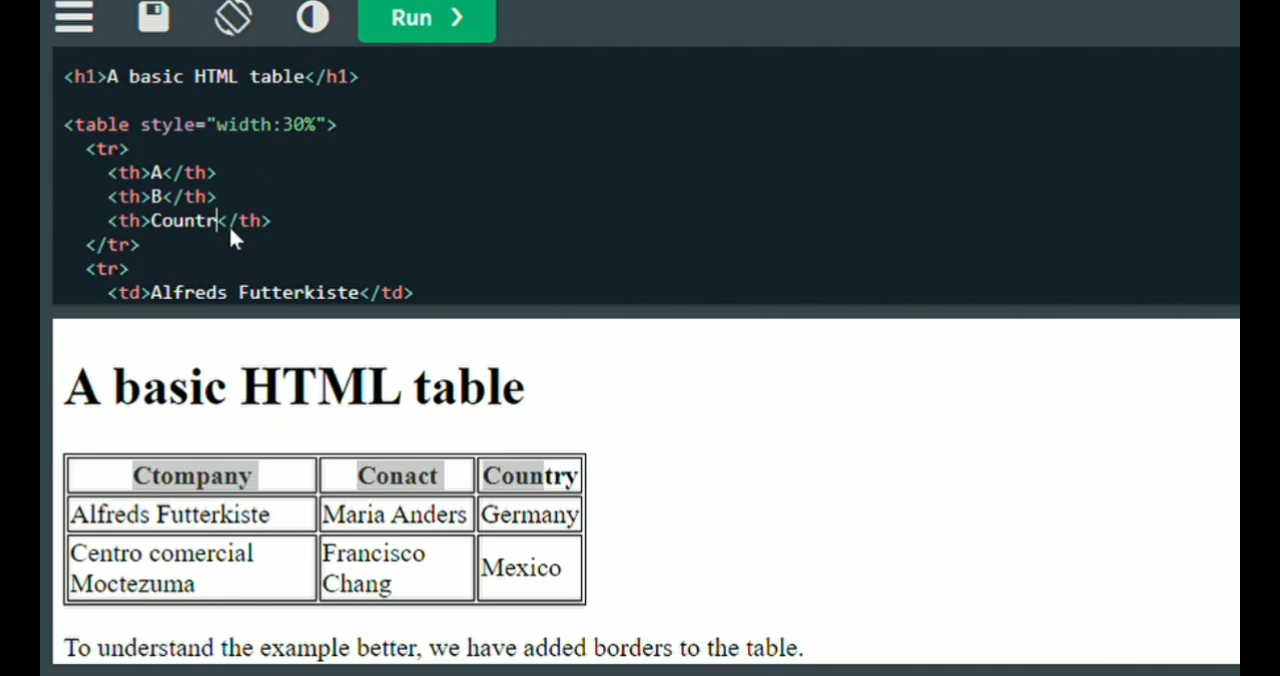 Run ❯
<h1>A basic HTML table</h1>
<table style="width:30%">
<tr>
<th>A</th>
<th>B</th>
<th>Countr</th>
</tr>
<tr>
<td>Alfreds Futterkiste</td>
A basic HTML table
Ctompany Conact Country
Alfreds Futterkiste Maria Anders Germany
Centro comercial Francisco Mexico
Moctezuma Chang
To understand the example better, we have added borders to the table.